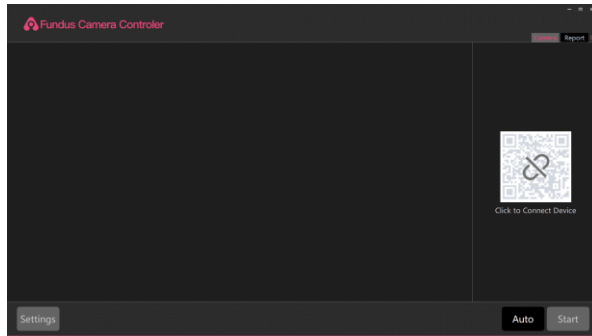 Fundus Camera Controler
Camera Report
Click to Connect Device
Settings
Auto
Start